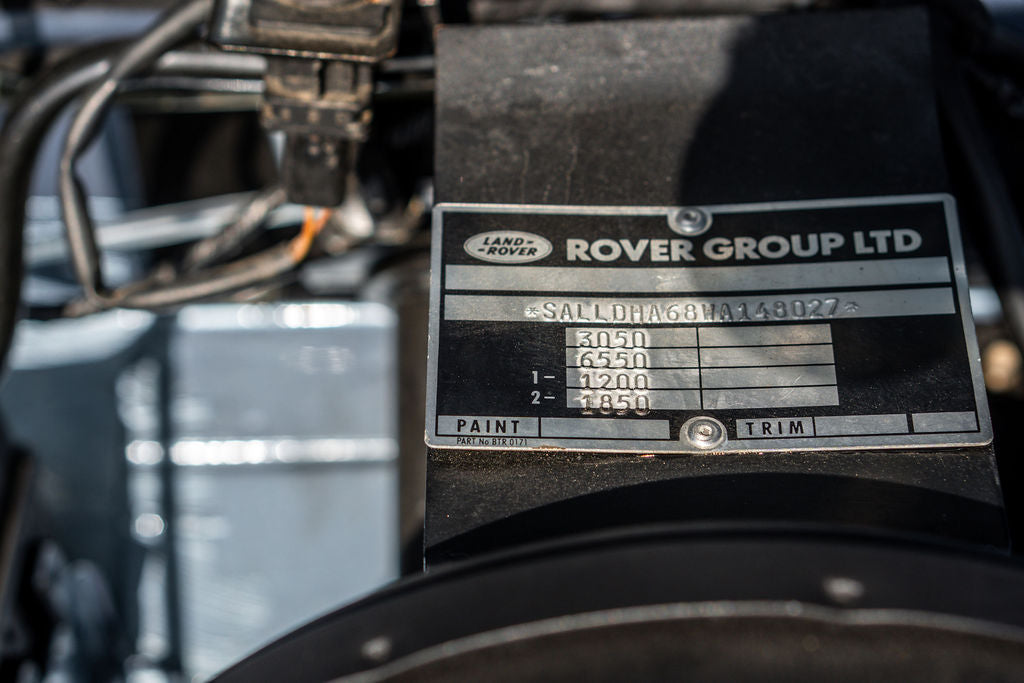 LAND-
-ROVER
ROVER GROUP LTD
*SALLDHA68WA148027*
3050
6550
1- 1200
2- 1850
PAINT
TRIM
PART No BTR 0171